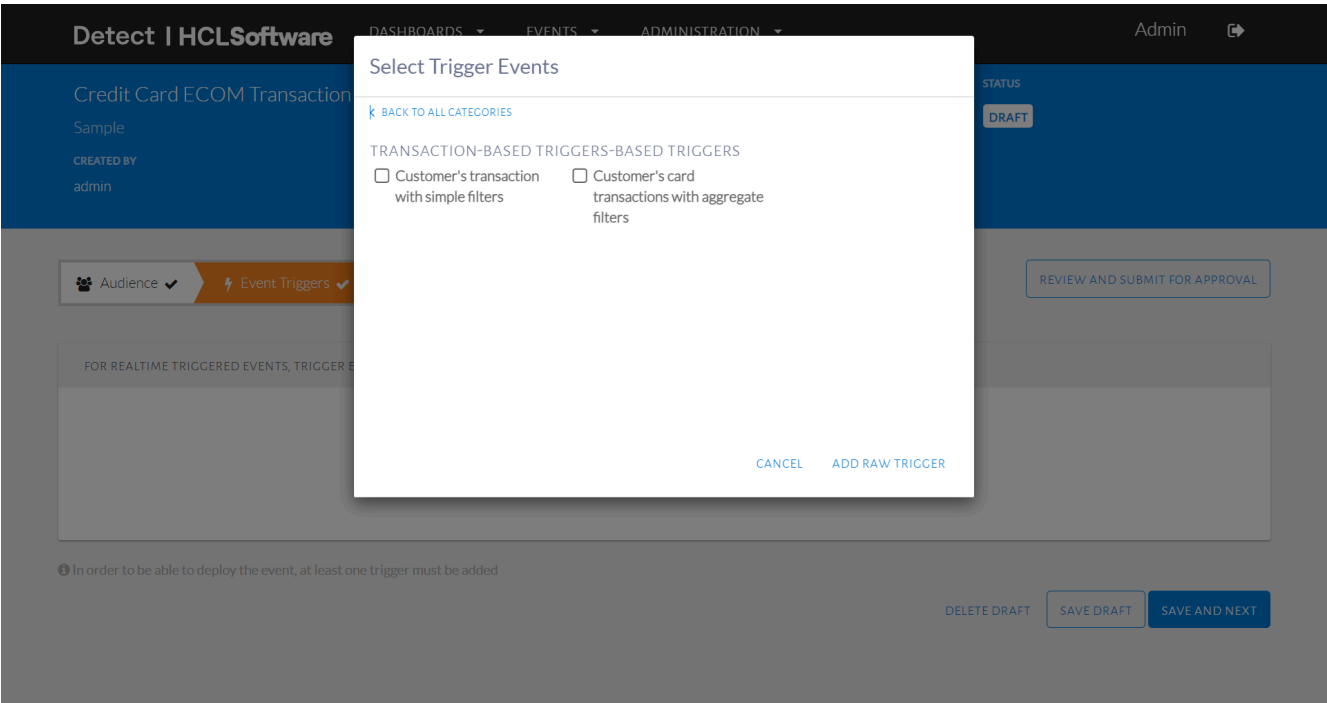 Detect | HCLSoftware
DASHBOARDS EVENTS ADMINISTRATION
Admin
Credit Card ECOM Transaction
Sample
CREATED BY
admin
STATUS
DRAFT
Select Trigger Events
BACK TO ALL CATEGORIES
TRANSACTION-BASED TRIGGERS-BASED TRIGGERS
Customer's transaction
with simple filters
Customer's card
transactions with aggregate
filters
CANCEL ADD RAW TRIGGER
Audience
Event Triggers
REVIEW AND SUBMIT FOR APPROVAL
FOR REALTIME TRIGGERED EVENTS, TRIGGER E
In order to be able to deploy the event, at least one trigger must be added
DELETE DRAFT SAVE DRAFT SAVE AND NEXT